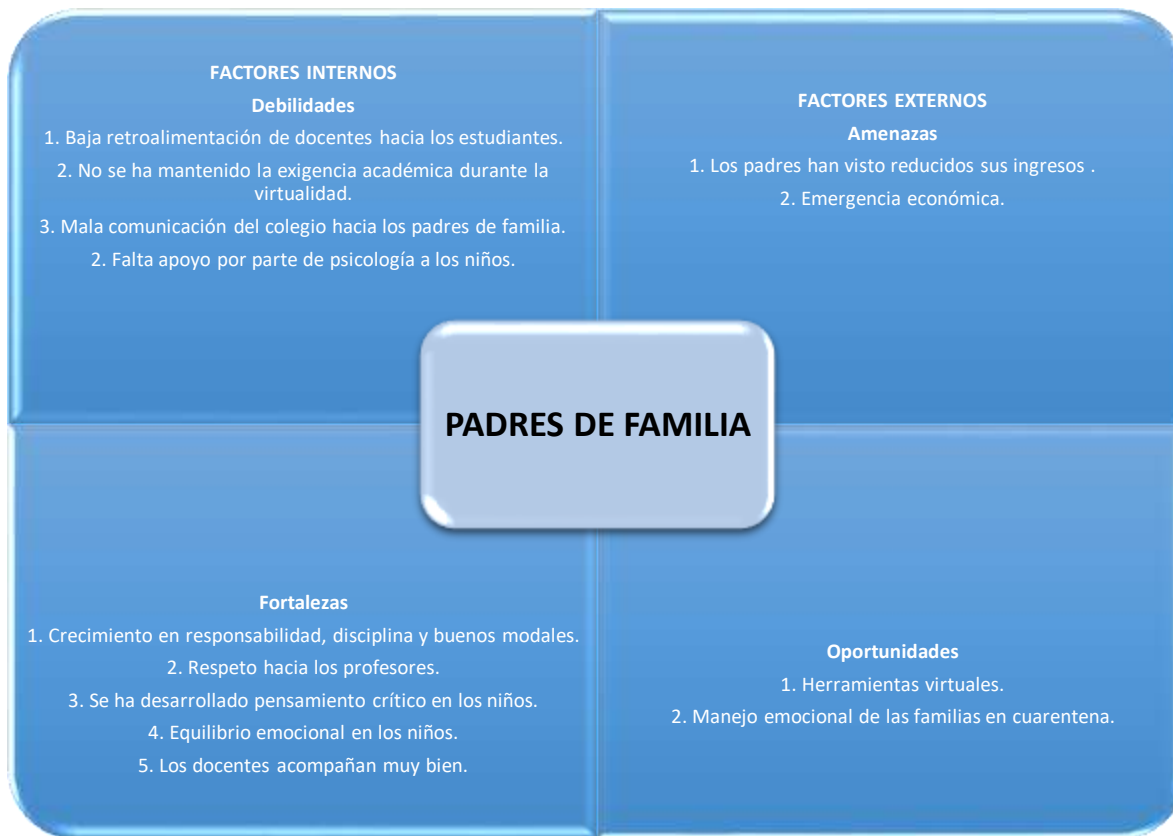 FACTORES INTERNOS
Debilidades
1. Baja retroalimentación de docentes hacia los estudiantes.
2. No se ha mantenido la exigencia académica durante la
virtualidad.
3. Mala comunicación del colegio hacia los padres de familia.
2. Falta apoyo por parte de psicología a los niños.
FACTORES EXTERNOS
Amenazas
1. Los padres han visto reducidos sus ingresos .
2. Emergencia económica.
PADRES DE FAMILIA
Fortalezas
1. Crecimiento en responsabilidad, disciplina y buenos modales.
2. Respeto hacia los profesores.
3. Se ha desarrollado pensamiento crítico en los niños.
4. Equilibrio emocional en los niños.
5. Los docentes acompañan muy bien.
Oportunidades
1. Herramientas virtuales.
2. Manejo emocional de las familias en cuarentena.